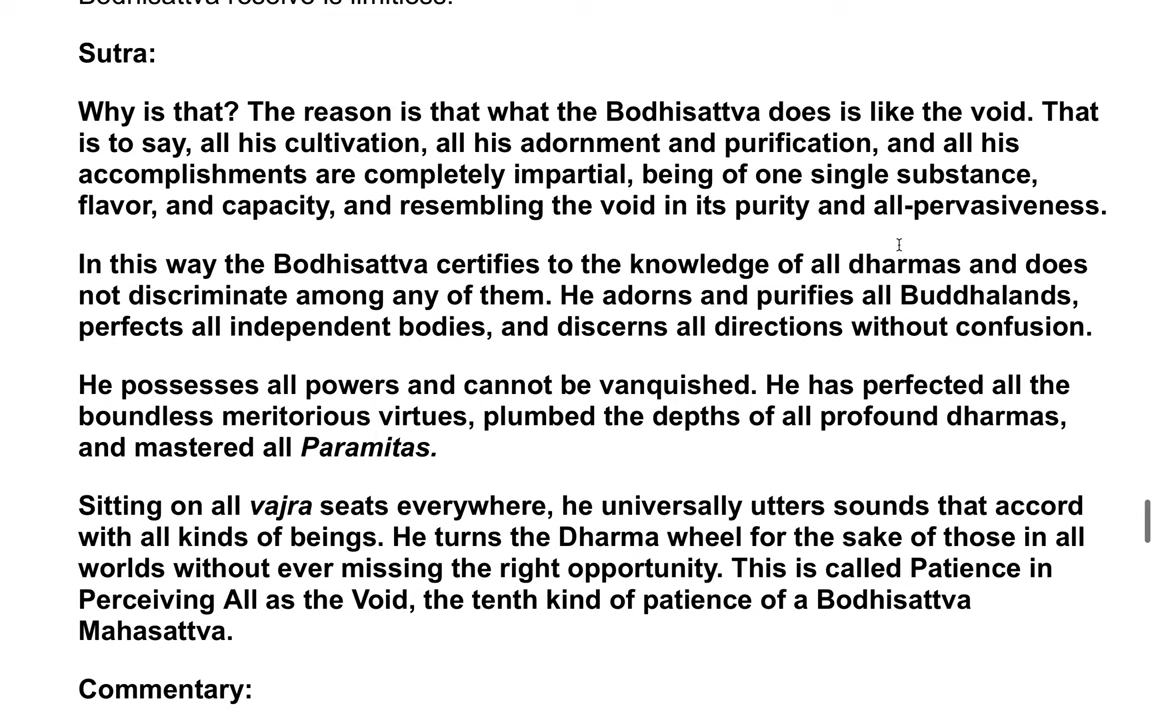 Bodhisattva resolve is limitless.
Sutra:
Why is that? The reason is that what the Bodhisattva does is like the void. That
is to say, all his cultivation, all his adornment and purification, and all his
accomplishments are completely impartial, being of one single substance,
flavor, and capacity, and resembling the void in its purity and all-pervasiveness.
In this way the Bodhisattva certifies to the knowledge of all dharmas and does
not discriminate among any of them. He adorns and purifies all Buddhalands,
perfects all independent bodies, and discerns all directions without confusion.
He possesses all powers and cannot be vanquished. He has perfected all the
boundless meritorious virtues, plumbed the depths of all profound dharmas,
and mastered all Paramitas.
Sitting on all vajra seats everywhere, he universally utters sounds that accord
with all kinds of beings. He turns the Dharma wheel for the sake of those in all
worlds without ever missing the right opportunity. This is called Patience in
Perceiving All as the Void, the tenth kind of patience of a Bodhisattva
Mahasattva.
Commentary: